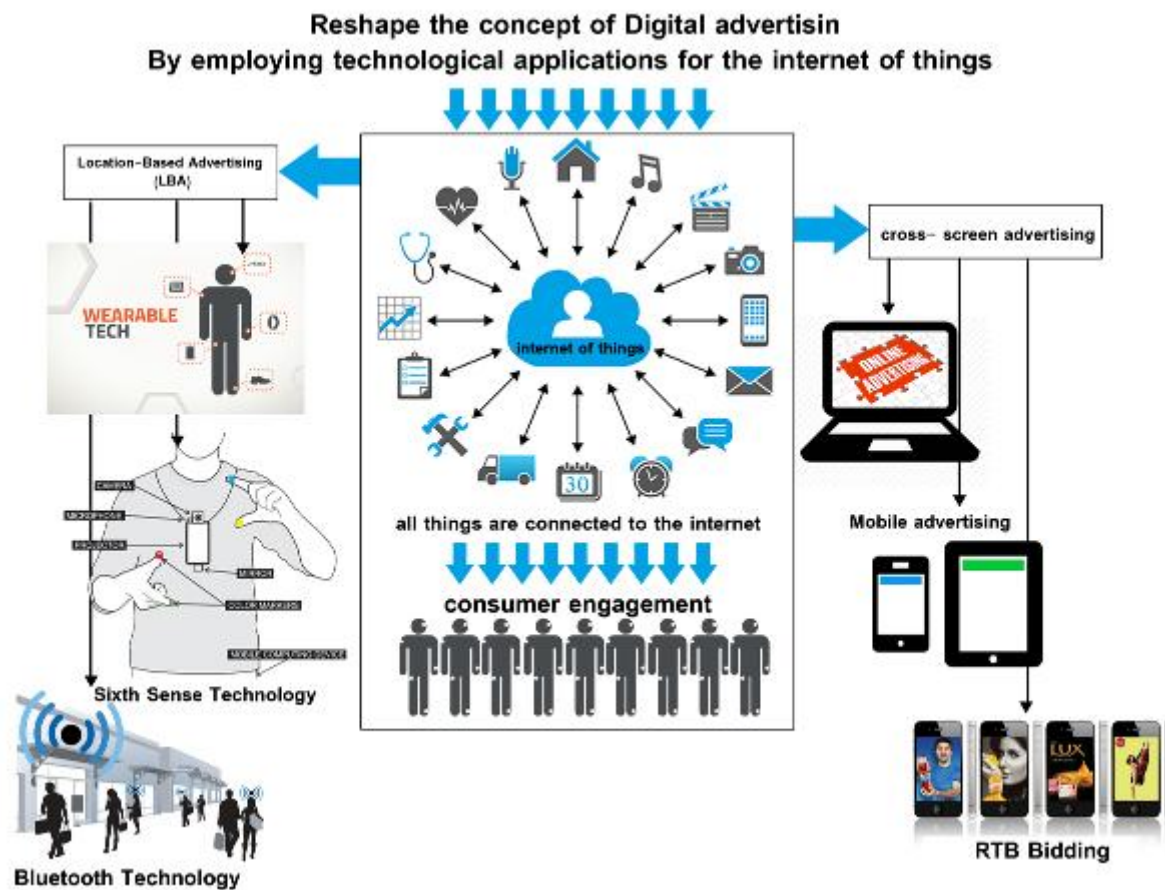 Reshape the concept of Digital advertisin
By employing technological applications for the internet of things
Location-Based Advertising
(LBA)
WEARABLE
TECH
CAMERA
MICROPHONE
PROJECTOR
MIRROR
COLOR MARKERS
MOBILE COMPUTING DEVICE
Sixth Sense Technology
Bluetooth Technology
internet of things
30
all things are connected to the internet
consumer engagement
cross- screen advertising
ONLINE
ADVERTISING
Mobile advertising
LUX
RTB Bidding